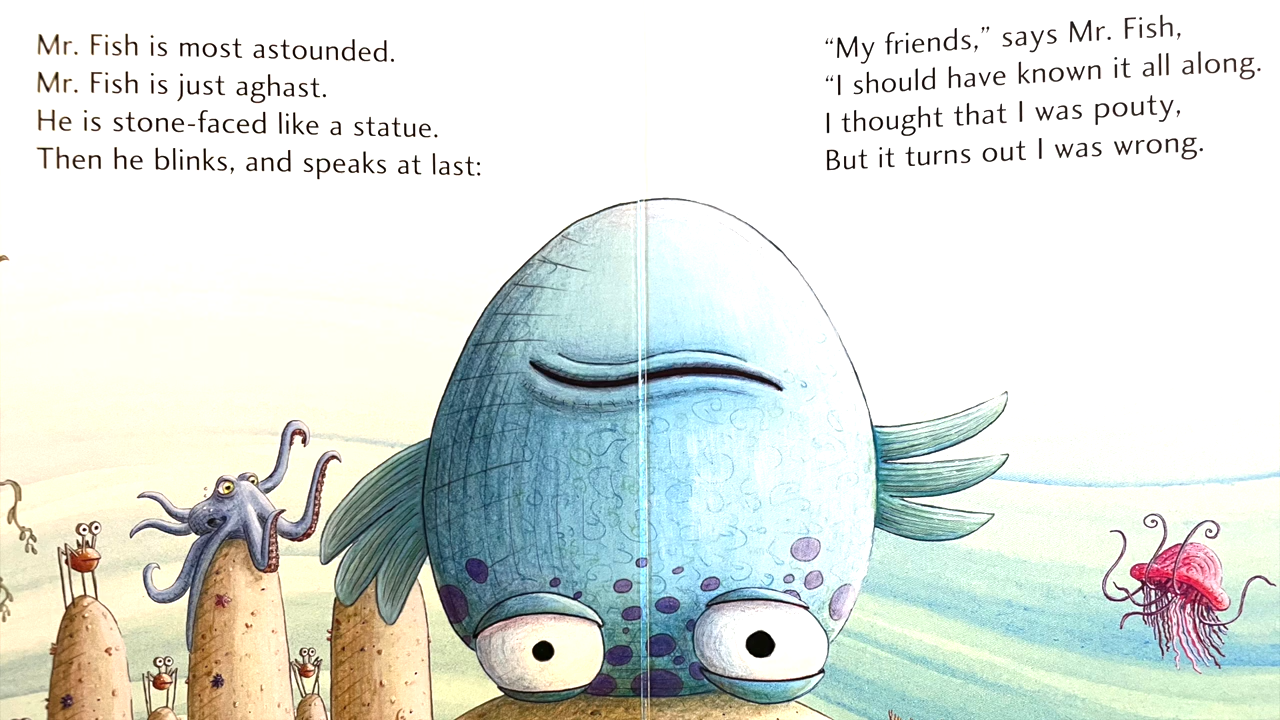 Mr. Fish is most astounded.
Mr. Fish is just aghast.
He is stone-faced like a statue.
Then he blinks, and speaks at last:
“My friends,” says Mr. Fish,
“I should have known it all along.
I thought that I was pouty,
But it turns out I was wrong.